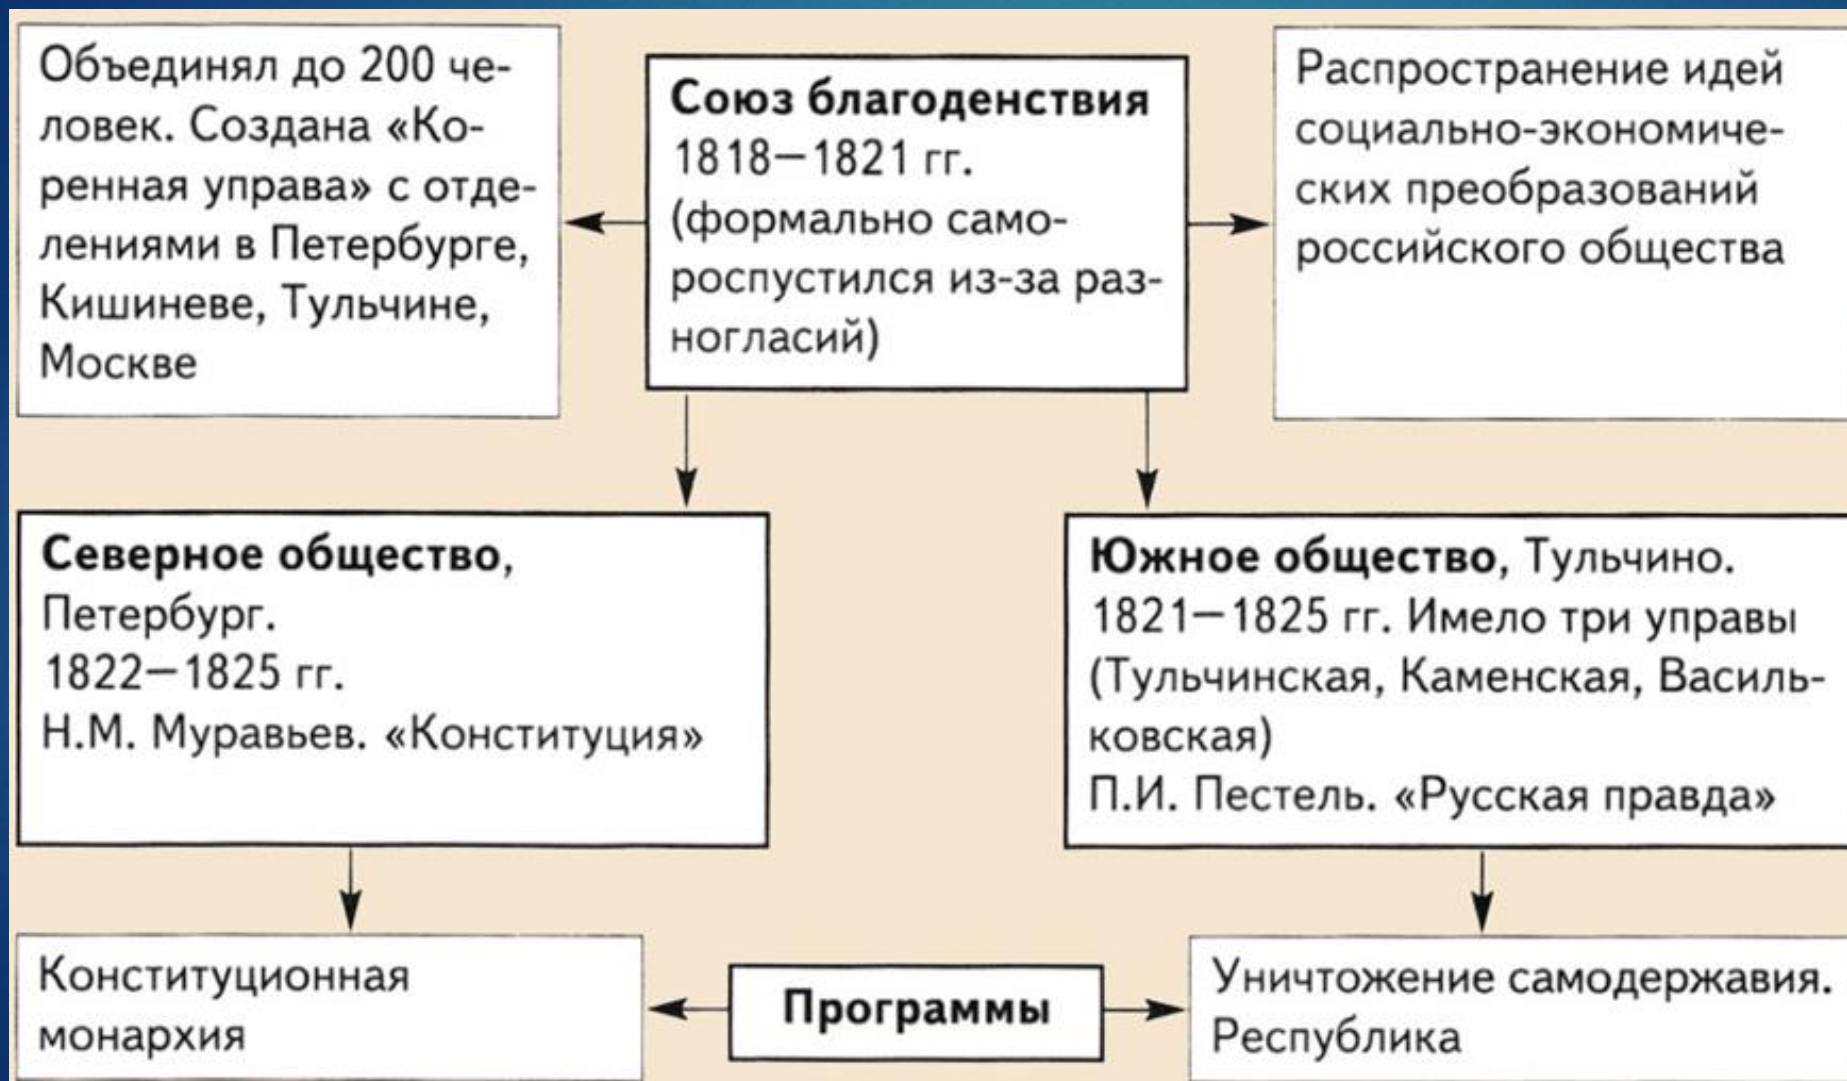 Объединял до 200 че-
ловек. Создана «Ко-
ренная управа» с отде-
лениями в Петербурге,
Кишиневе, Тульчине,
Москве
Союз благоденствия
1818–1821 гг.
(формально само-
роспустился из-за раз-
ногласий)
Распространение идей
социально-экономиче-
ских преобразований
российского общества
Северное общество,
Петербург.
1822–1825 гг.
Н.М. Муравьев. «Конституция»
Южное общество, Тульчино.
1821–1825 гг. Имело три управы
(Тульчинская, Каменская, Василь-
ковская)
П.И. Пестель. «Русская правда»
Конституционная
монархия
Программы
Уничтожение самодержавия.
Республика